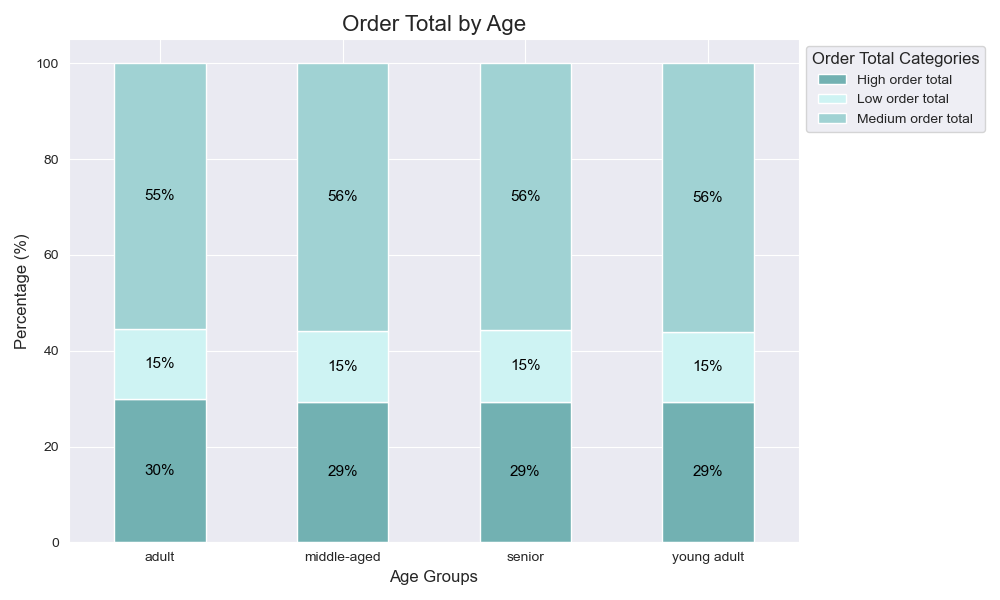 Order Total by Age
Order Total Categories
High order total
Low order total
Medium order total
Percentage (%)
100
80
60
40
20
0
55% 56% 56% 56%
15% 15% 15% 15%
30% 29% 29% 29%
adult middle-aged senior young adult
Age Groups